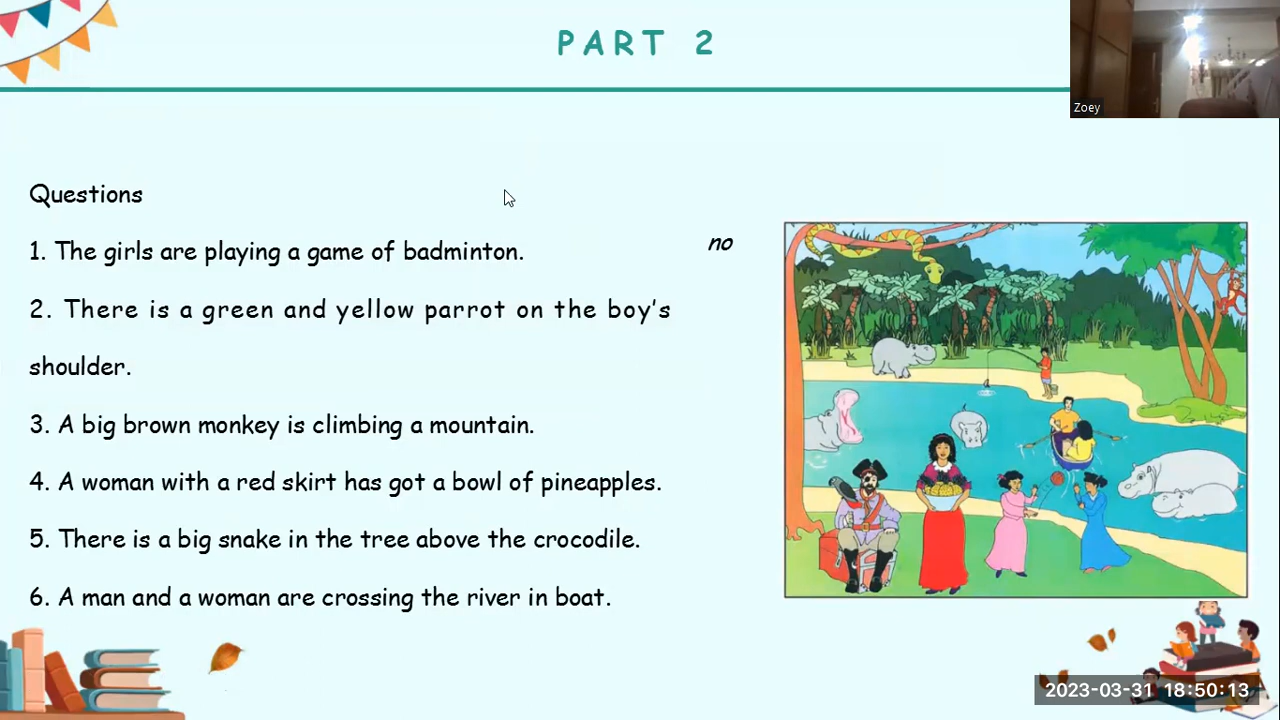 PART 2
Zoey
Questions
1. The girls are playing a game of badminton.
no
2. There is a green and yellow parrot on the boy's
shoulder.
3. A big brown monkey is climbing a mountain.
4. A woman with a red skirt has got a bowl of pineapples.
5. There is a big snake in the tree above the crocodile.
6. A man and a woman are crossing the river in boat.
2023-03-31 18:50:13